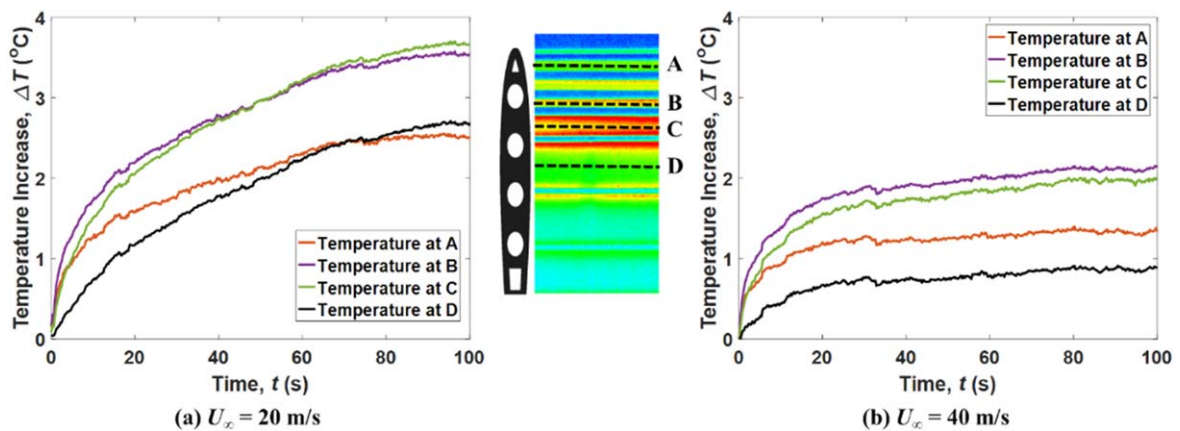 Temperature Increase, ΔT (°C)
4
3
2
1
0
Temperature at A
Temperature at B
Temperature at C
Temperature at D
0 20 40 60 80 100
Time, t (s)
(a) U∞ = 20 m/s
A
B
C
D
Temperature Increase, ΔT (°C)
4
3
2
1
0
Temperature at A
Temperature at B
Temperature at C
Temperature at D
0 20 40 60 80 100
Time, t (s)
(b) U∞ = 40 m/s